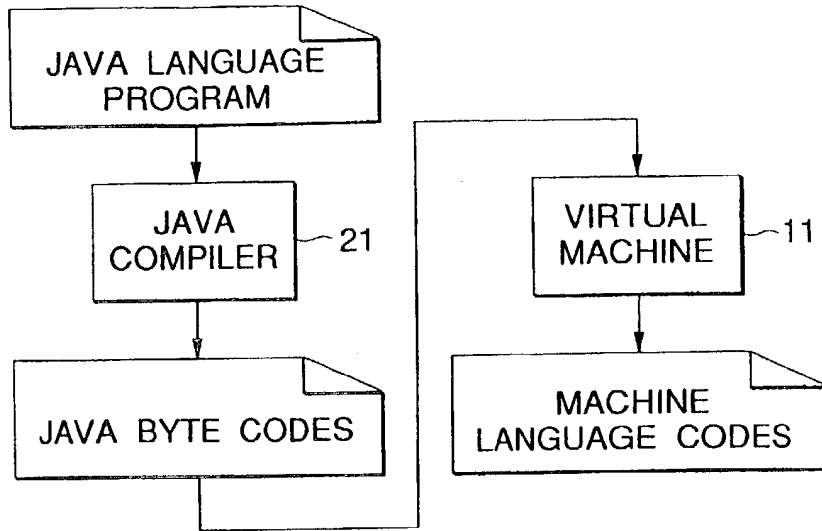 JAVA LANGUAGE
PROGRAM
JAVA
COMPILER
21
JAVA BYTE CODES
VIRTUAL
MACHINE
11
MACHINE
LANGUAGE CODES